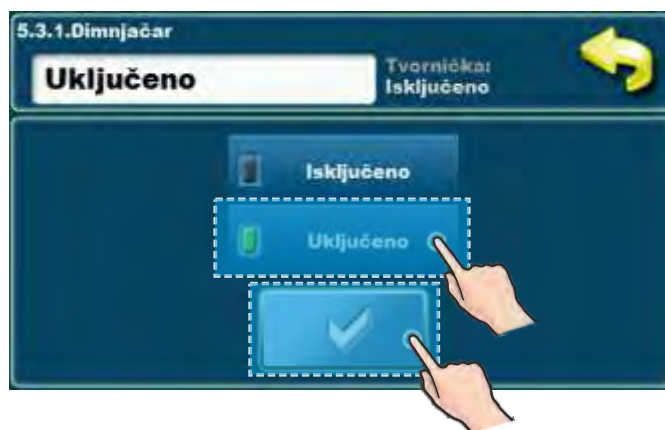 5.3.1.Dimnjačar
Uključeno
Tvornička:
Isključeno
Isključeno
Uključeno